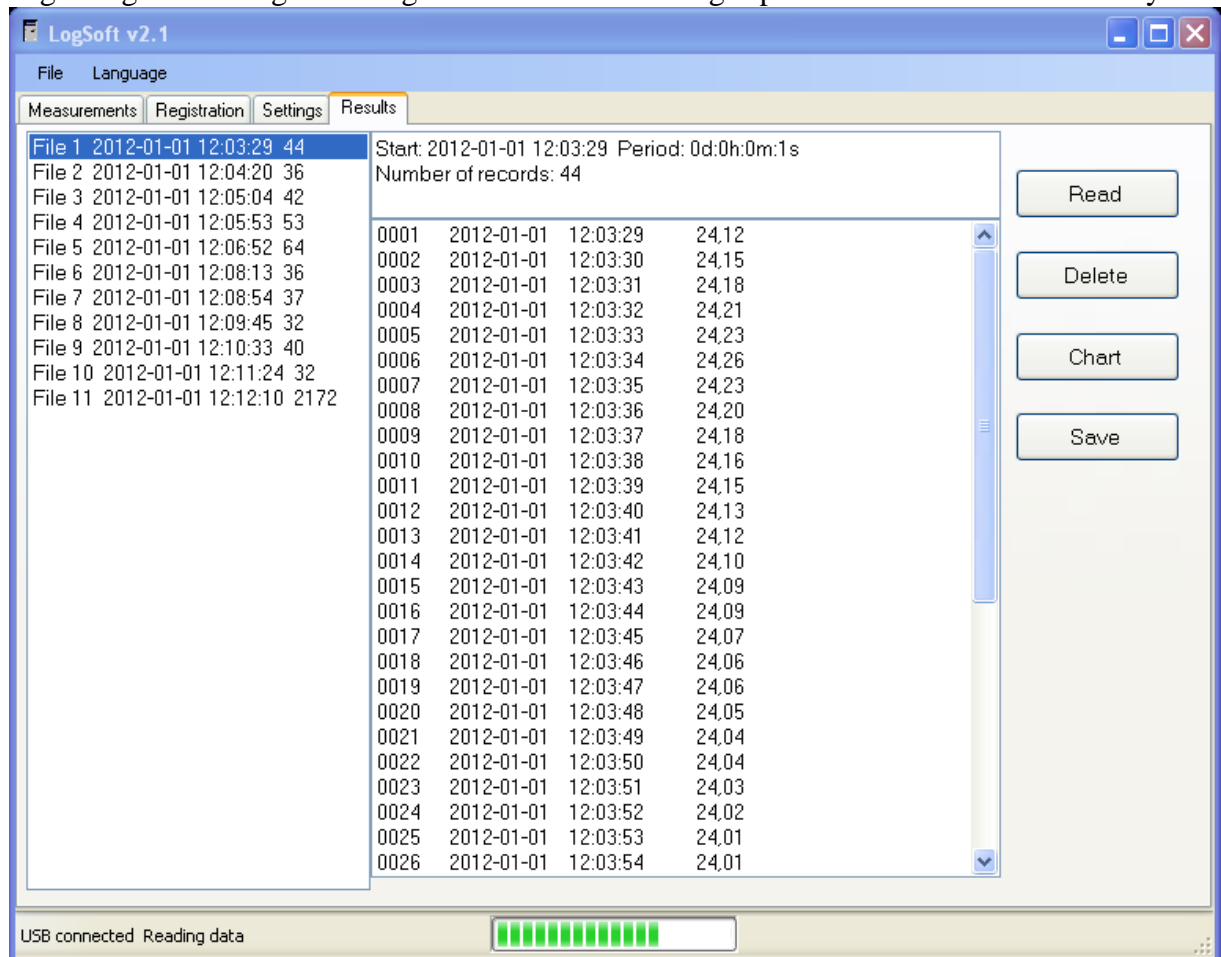 LogSoft v2.1
File Language
Measurements Registration Settings Results
File 1 2012-01-01 12:03:29 44
File 2 2012-01-01 12:04:20 36
File 3 2012-01-01 12:05:04 42
File 4 2012-01-01 12:05:53 53
File 5 2012-01-01 12:06:52 64
File 6 2012-01-01 12:08:13 36
File 7 2012-01-01 12:08:54 37
File 8 2012-01-01 12:09:45 32
File 9 2012-01-01 12:10:33 40
File 10 2012-01-01 12:11:24 32
File 11 2012-01-01 12:12:10 2172
Start: 2012-01-01 12:03:29 Period: 0d:0h:0m:1s
Number of records: 44
0001 2012-01-01 12:03:29 24,12
0002 2012-01-01 12:03:30 24,15
0003 2012-01-01 12:03:31 24,18
0004 2012-01-01 12:03:32 24,21
0005 2012-01-01 12:03:33 24,23
0006 2012-01-01 12:03:34 24,26
0007 2012-01-01 12:03:35 24,23
0008 2012-01-01 12:03:36 24,20
0009 2012-01-01 12:03:37 24,18
0010 2012-01-01 12:03:38 24,16
0011 2012-01-01 12:03:39 24,15
0012 2012-01-01 12:03:40 24,13
0013 2012-01-01 12:03:41 24,12
0014 2012-01-01 12:03:42 24,10
0015 2012-01-01 12:03:43 24,09
0016 2012-01-01 12:03:44 24,09
0017 2012-01-01 12:03:45 24,07
0018 2012-01-01 12:03:46 24,06
0019 2012-01-01 12:03:47 24,06
0020 2012-01-01 12:03:48 24,05
0021 2012-01-01 12:03:49 24,04
0022 2012-01-01 12:03:50 24,04
0023 2012-01-01 12:03:51 24,03
0024 2012-01-01 12:03:52 24,02
0025 2012-01-01 12:03:53 24,01
0026 2012-01-01 12:03:54 24,01
Read
Delete
Chart
Save
USB connected Reading data